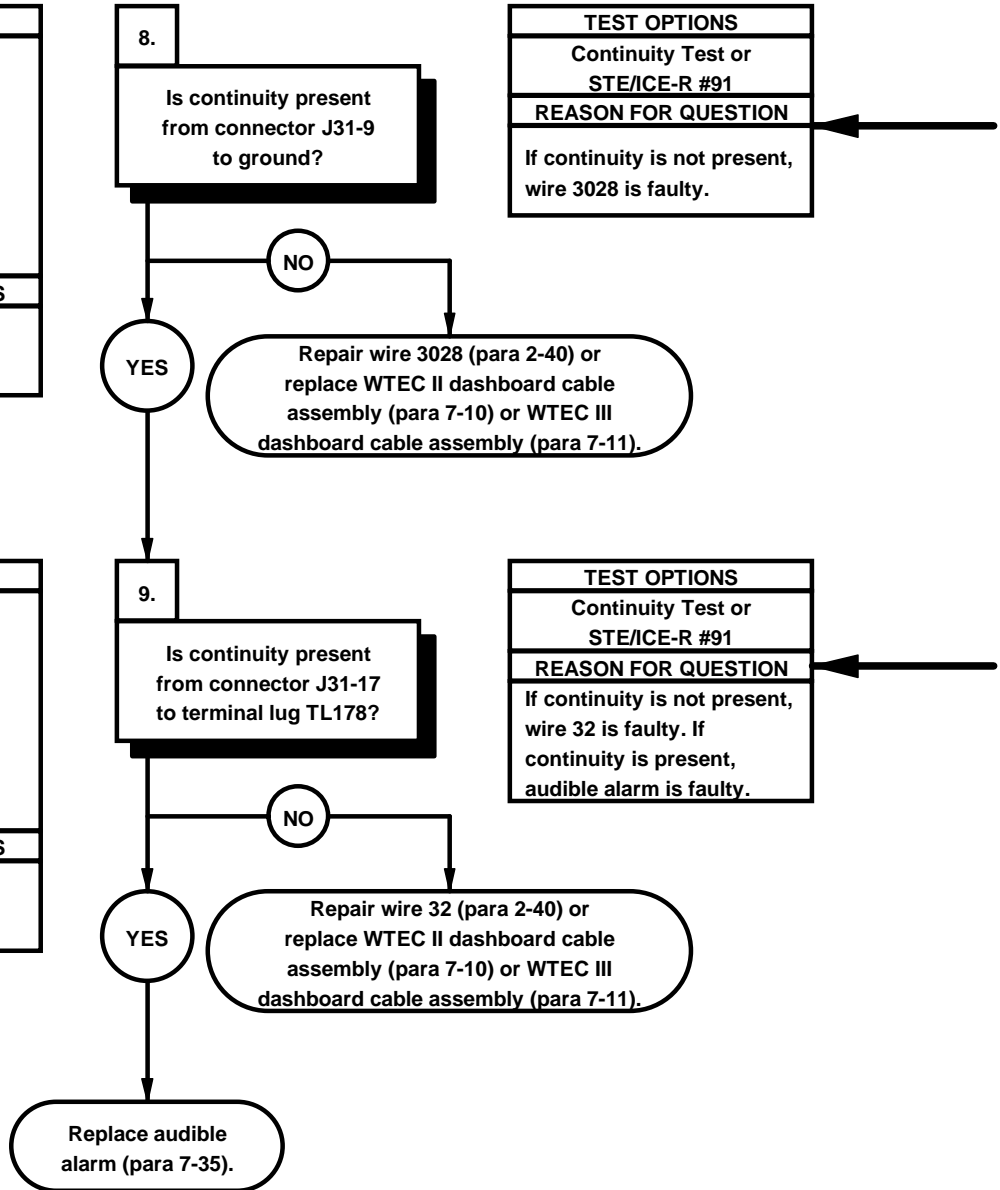 8.
Is continuity present
from connector J31-9
to ground?
TEST OPTIONS
Continuity Test or
STE/ICE-R #91
REASON FOR QUESTION
If continuity is not present,
wire 3028 is faulty.
S
NO
YES
Repair wire 3028 (para 2-40) or
replace WTEC II dashboard cable
assembly (para 7-10) or WTEC III
dashboard cable assembly (para 7-11).
9.
Is continuity present
from connector J31-17
to terminal lug TL178?
TEST OPTIONS
Continuity Test or
STE/ICE-R #91
REASON FOR QUESTION
If continuity is not present,
wire 32 is faulty. If
continuity is present,
audible alarm is faulty.
S
NO
YES
Repair wire 32 (para 2-40) or
replace WTEC II dashboard cable
assembly (para 7-10) or WTEC III
dashboard cable assembly (para 7-11).
Replace audible
alarm (para 7-35).